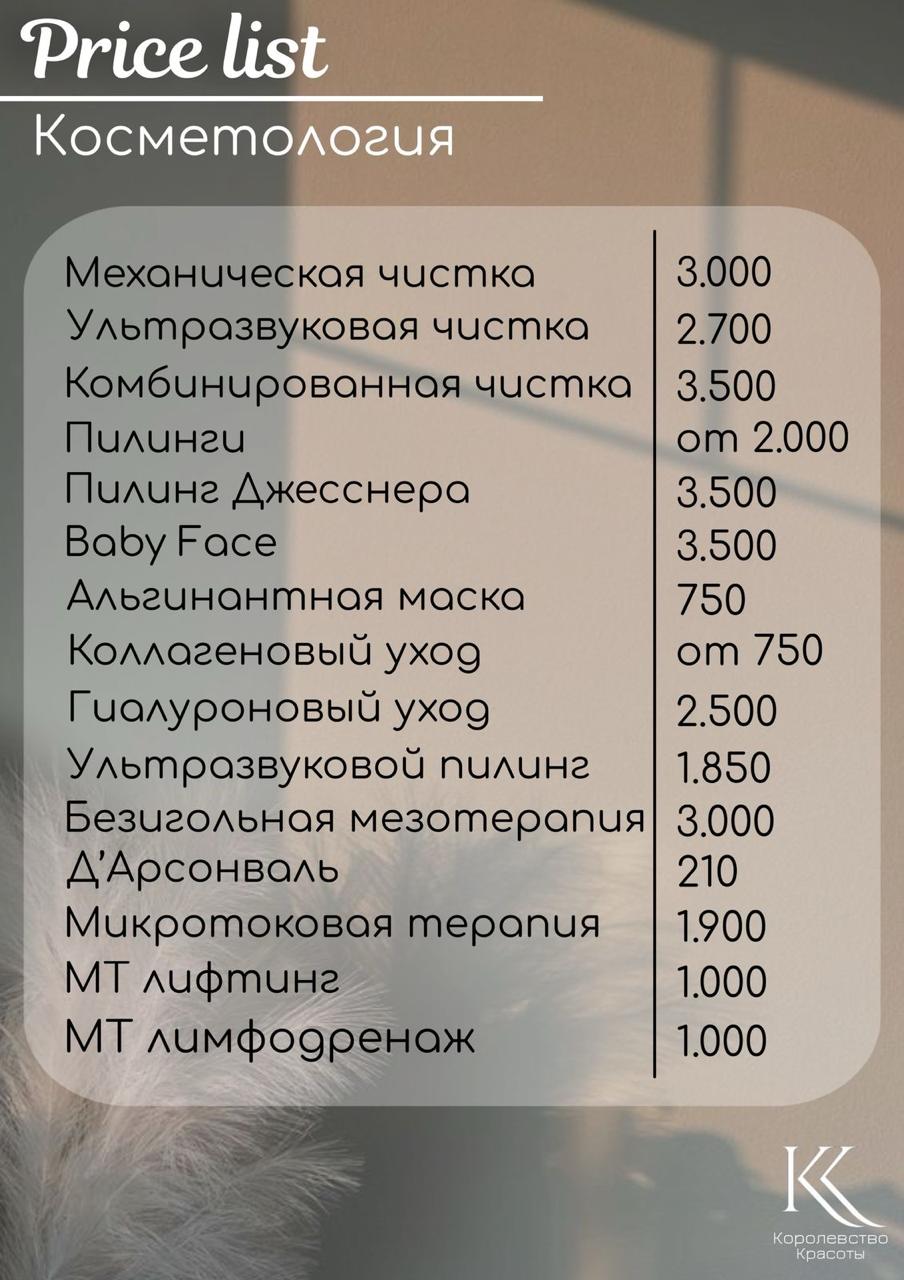 Price list
Косметология
Механическая чистка 3.000
Ультразвуковая чистка 2.700
Комбинированная чистка 3.500
Пилинги от 2.000
Пилинг Джесснера 3.500
Baby Face 3.500
Альгинантная маска 750
Коллагеновый уход от 750
Гиалуроновый уход 2.500
Ультразвуковой пилинг 1.850
Безигольная мезотерапия 3.000
Д’Арсонваль 210
Микротоковая терапия 1.900
МТ лифтинг 1.000
МТ лимфодренаж 1.000
КК
Королевство
Красоты